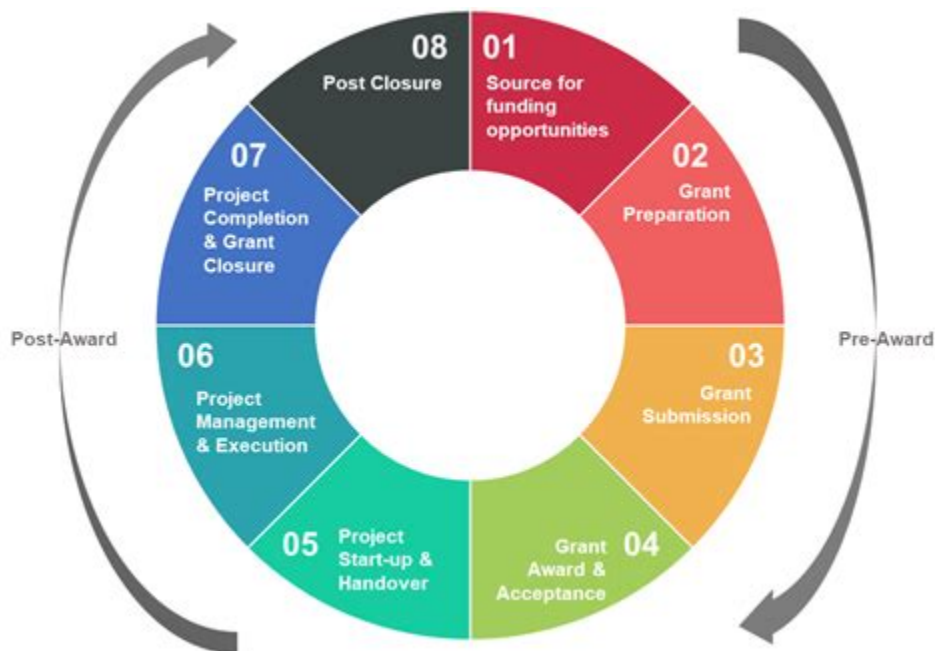 01
Source for
funding
opportunities
02
Grant
Preparation
03
Grant
Submission
04
Grant
Award &
Acceptance
05
Project
Start-up &
Handover
06
Project
Management
& Execution
07
Project
Completion
& Grant
Closure
08
Post Closure
Pre-Award
Post-Award